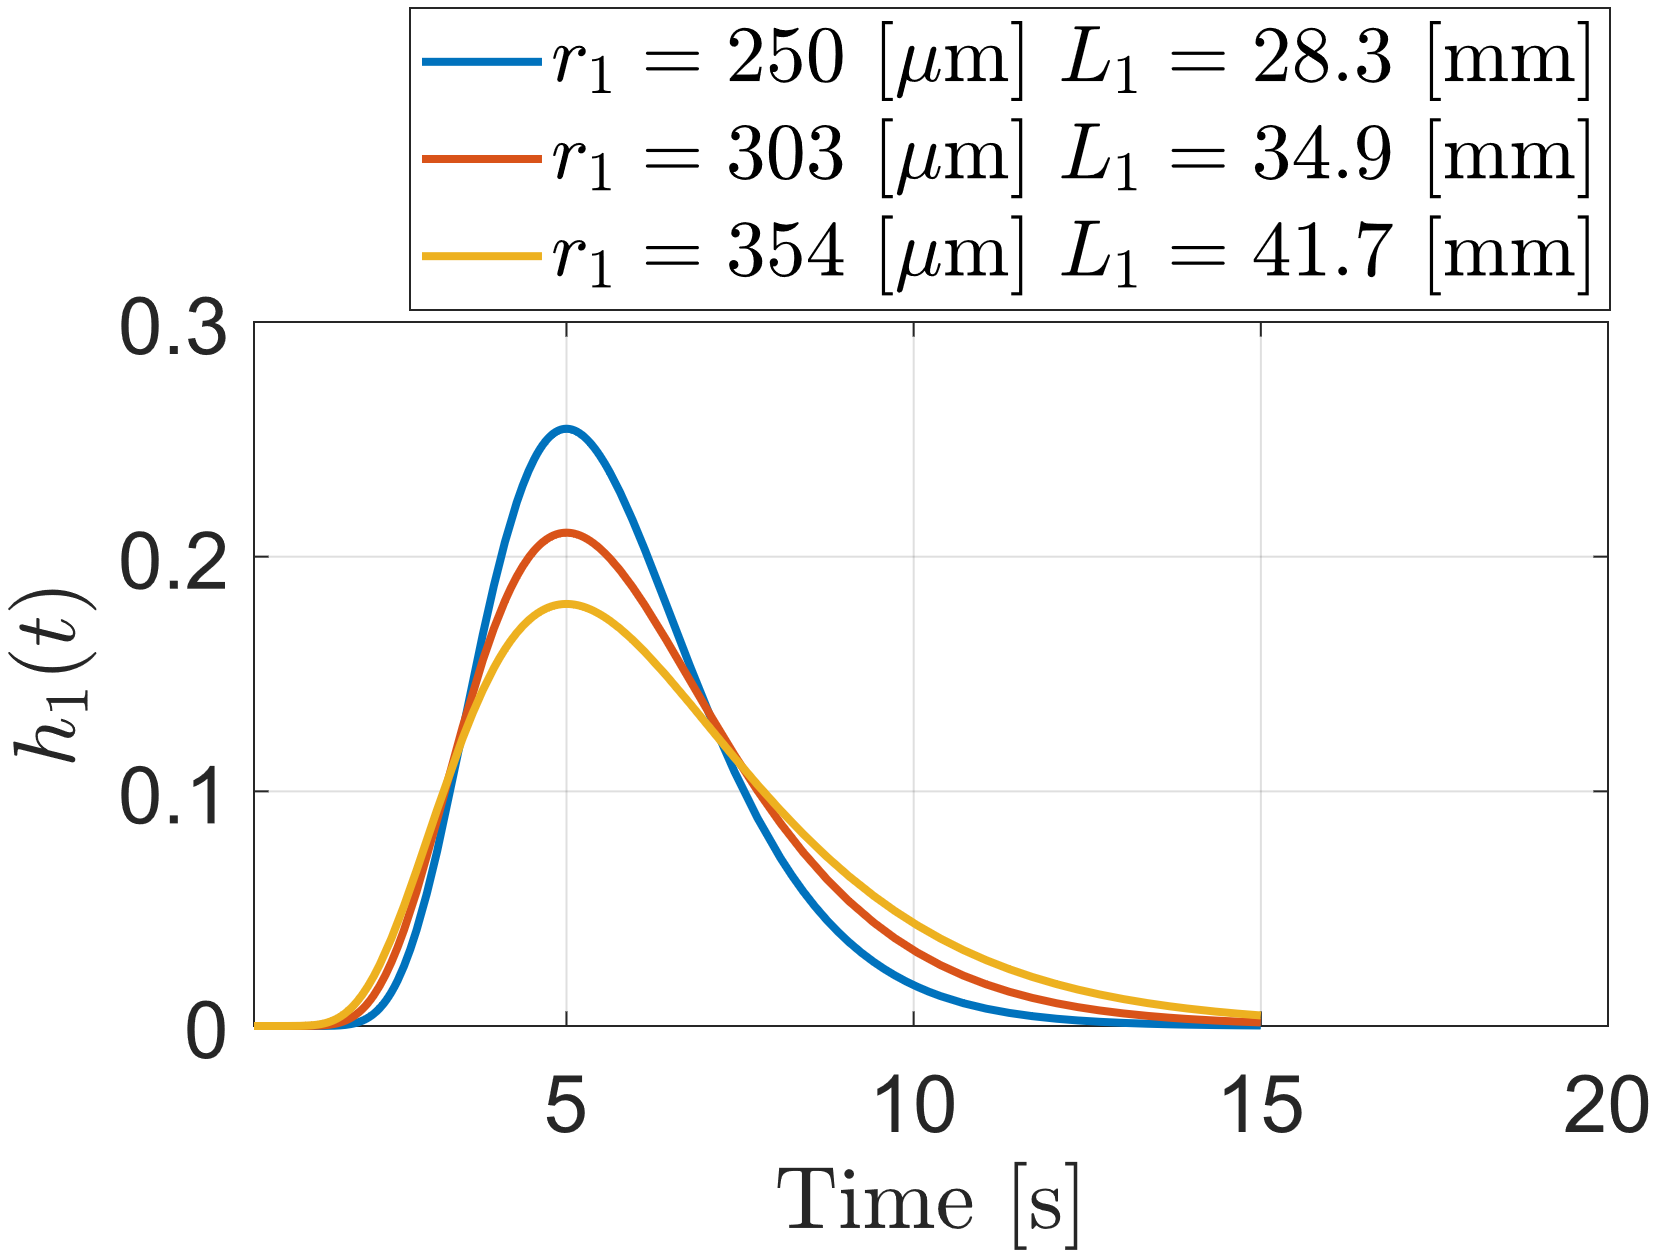 r₁ = 250 [μm] L₁ = 28.3 [mm]
r₁ = 303 [μm] L₁ = 34.9 [mm]
r₁ = 354 [μm] L₁ = 41.7 [mm]
0.3
0.2
0.1
0
h₁(t)
5 10 15 20
Time [s]